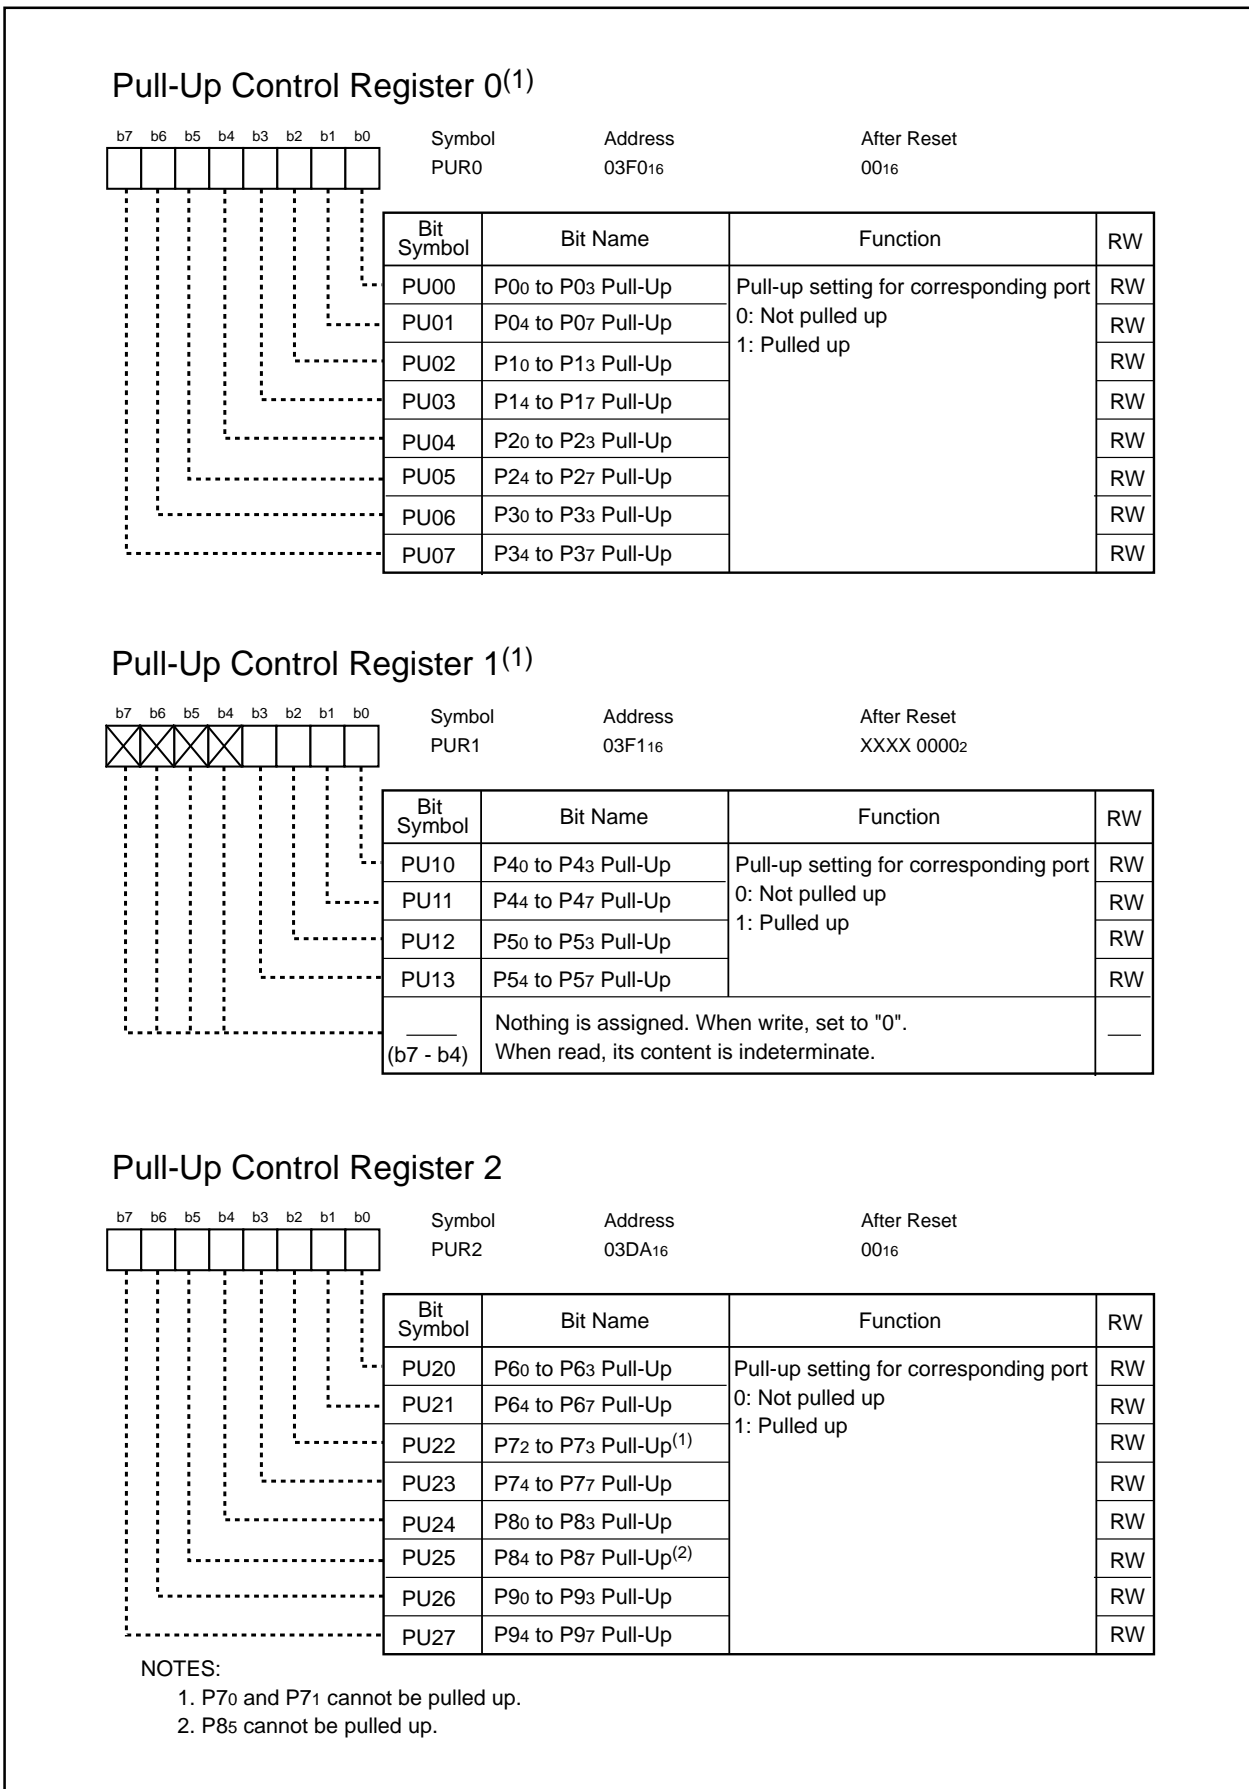 Pull-Up Control Register 0(1)
b7 b6 b5 b4 b3 b2 b1 b0
Symbol Address After Reset
PUR0 03F016 0016
Bit Symbol Bit Name Function RW
PU00 P00 to P03 Pull-Up Pull-up setting for corresponding port RW
0: Not pulled up
PU01 P04 to P07 Pull-Up RW
1: Pulled up
PU02 P10 to P13 Pull-Up RW
PU03 P14 to P17 Pull-Up RW
PU04 P20 to P23 Pull-Up RW
PU05 P24 to P27 Pull-Up RW
PU06 P30 to P33 Pull-Up RW
PU07 P34 to P37 Pull-Up RW
Pull-Up Control Register 1(1)
b7 b6 b5 b4 b3 b2 b1 b0
Symbol Address After Reset
PUR1 03F116 XXXX 00002
Bit Symbol Bit Name Function RW
PU10 P40 to P43 Pull-Up Pull-up setting for corresponding port RW
0: Not pulled up
PU11 P44 to P47 Pull-Up RW
1: Pulled up
PU12 P50 to P53 Pull-Up RW
PU13 P54 to P57 Pull-Up RW
Nothing is assigned. When write, set to "0".
(b7 - b4) When read, its content is indeterminate.
Pull-Up Control Register 2
b7 b6 b5 b4 b3 b2 b1 b0
Symbol Address After Reset
PUR2 03DA16 0016
Bit Symbol Bit Name Function RW
PU20 P60 to P63 Pull-Up Pull-up setting for corresponding port RW
0: Not pulled up
PU21 P64 to P67 Pull-Up RW
1: Pulled up
PU22 P72 to P73 Pull-Up(1) RW
PU23 P74 to P77 Pull-Up RW
PU24 P80 to P83 Pull-Up RW
PU25 P84 to P87 Pull-Up(2) RW
PU26 P90 to P93 Pull-Up RW
PU27 P94 to P97 Pull-Up RW
NOTES:
1. P70 and P71 cannot be pulled up.
2. P85 cannot be pulled up.